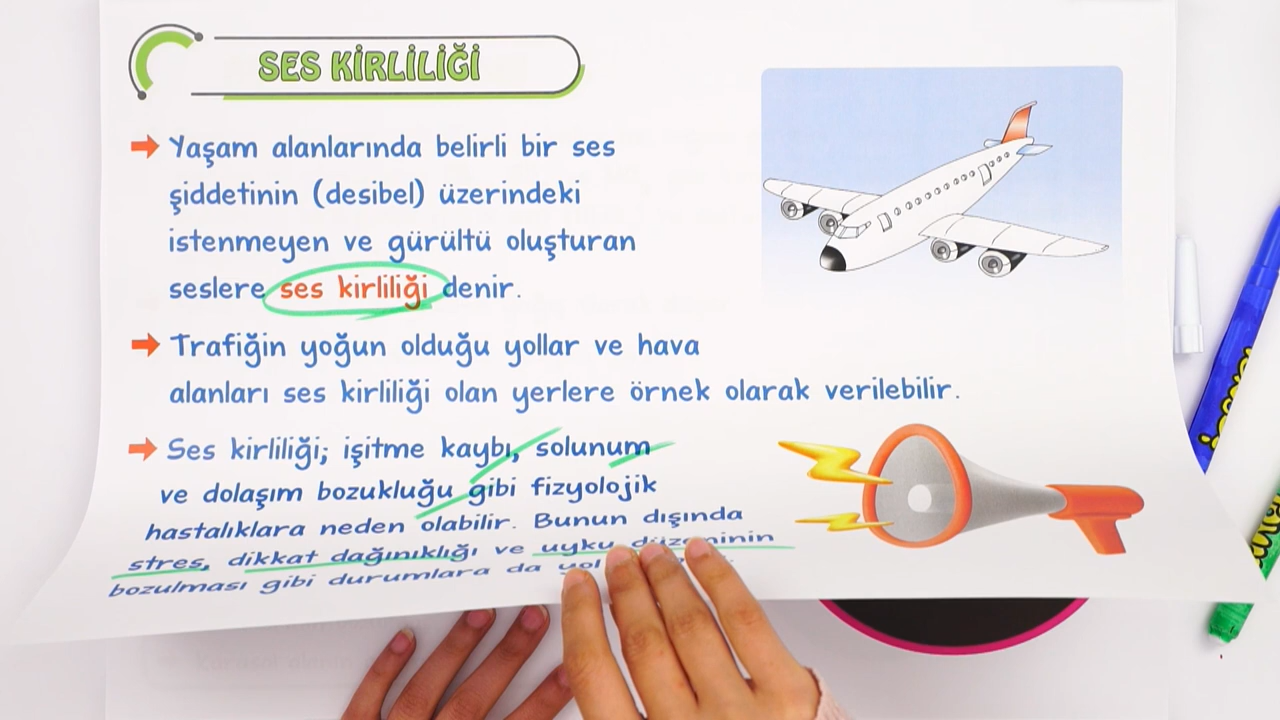 SES KİRLİLİĞİ
Yaşam alanlarında belirli bir ses
şiddetinin (desibel) üzerindeki
istenmeyen ve gürültü oluşturan
seslere ses kirliliği denir.
Trafiğin yoğun olduğu yollar ve hava
alanları ses kirliliği olan yerlere örnek olarak verilebilir.
Ses kirliliği; işitme kaybı, solunum
ve dolaşım bozukluğu gibi fizyolojik
hastalıklara neden olabilir. Bunun dışında
stres, dikkat dağınıklığı ve uyku düzeninin
bozulması gibi durumlara da yol